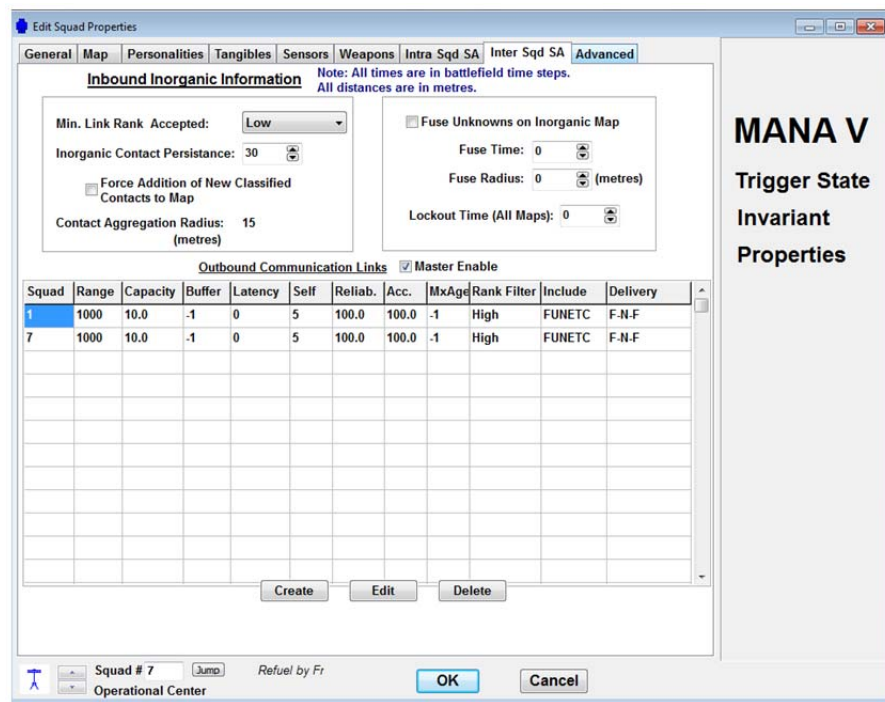 Edit Squad Properties
General Map Personalities Tangibles Sensors Weapons Intra Sqd SA Inter Sqd SA Advanced
Inbound Inorganic Information
Note: All times are in battlefield time steps.
All distances are in metres.
Min. Link Rank Accepted: Low
Inorganic Contact Persistance: 30
Force Addition of New Classified
Contacts to Map
Contact Aggregation Radius: 15
(metres)
Fuse Unknowns on Inorganic Map
Fuse Time: 0
Fuse Radius: 0 (metres)
Lockout Time (All Maps): 0
MANA V
Trigger State
Invariant
Properties
Outbound Communication Links Master Enable
Squad Range Capacity Buffer Latency Self Reliab. Acc. MxAge Rank Filter Include Delivery
1 1000 10.0 -1 0 5 100.0 100.0 -1 High FUNETC F-N-F
7 1000 10.0 -1 0 5 100.0 100.0 -1 High FUNETC F-N-F
Create Edit Delete
Squad # 7 Jump Refuel by Fr
Operational Center
OK Cancel